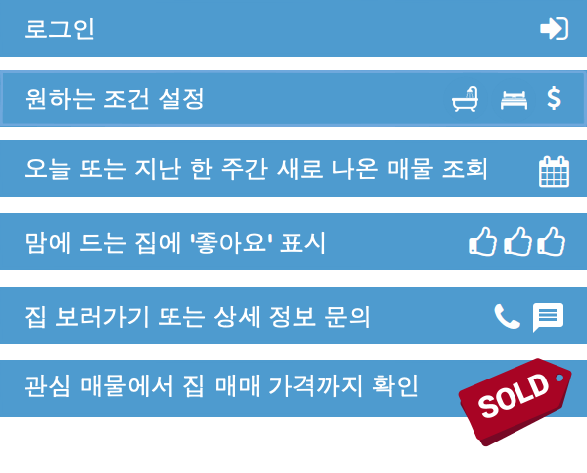 로그인
원하는 조건 설정
오늘 또는 지난 한 주간 새로 나온 매물 조회
맘에 드는 집에 '좋아요' 표시
집 보러가기 또는 상세 정보 문의
관심 매물에서 집 매매 가격까지 확인
SOLD